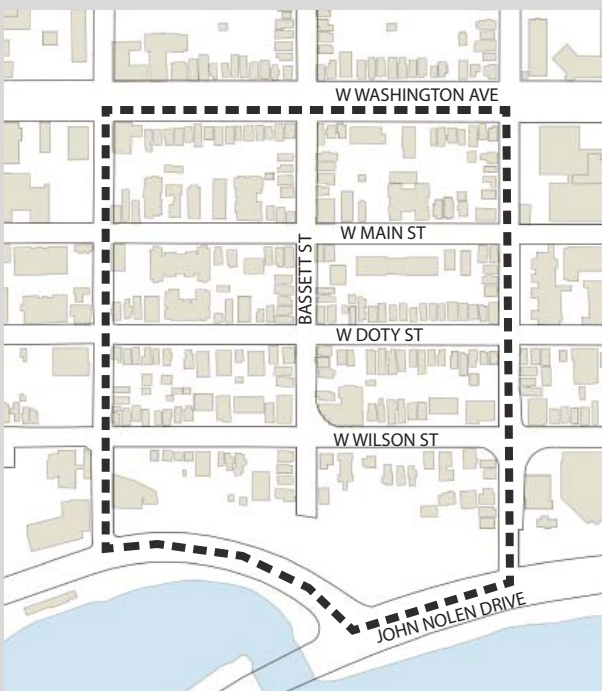 W WASHINGTON AVE
W MAIN ST
BASSETT ST
W DOTY ST
W WILSON ST
JOHN NOLEN DRIVE